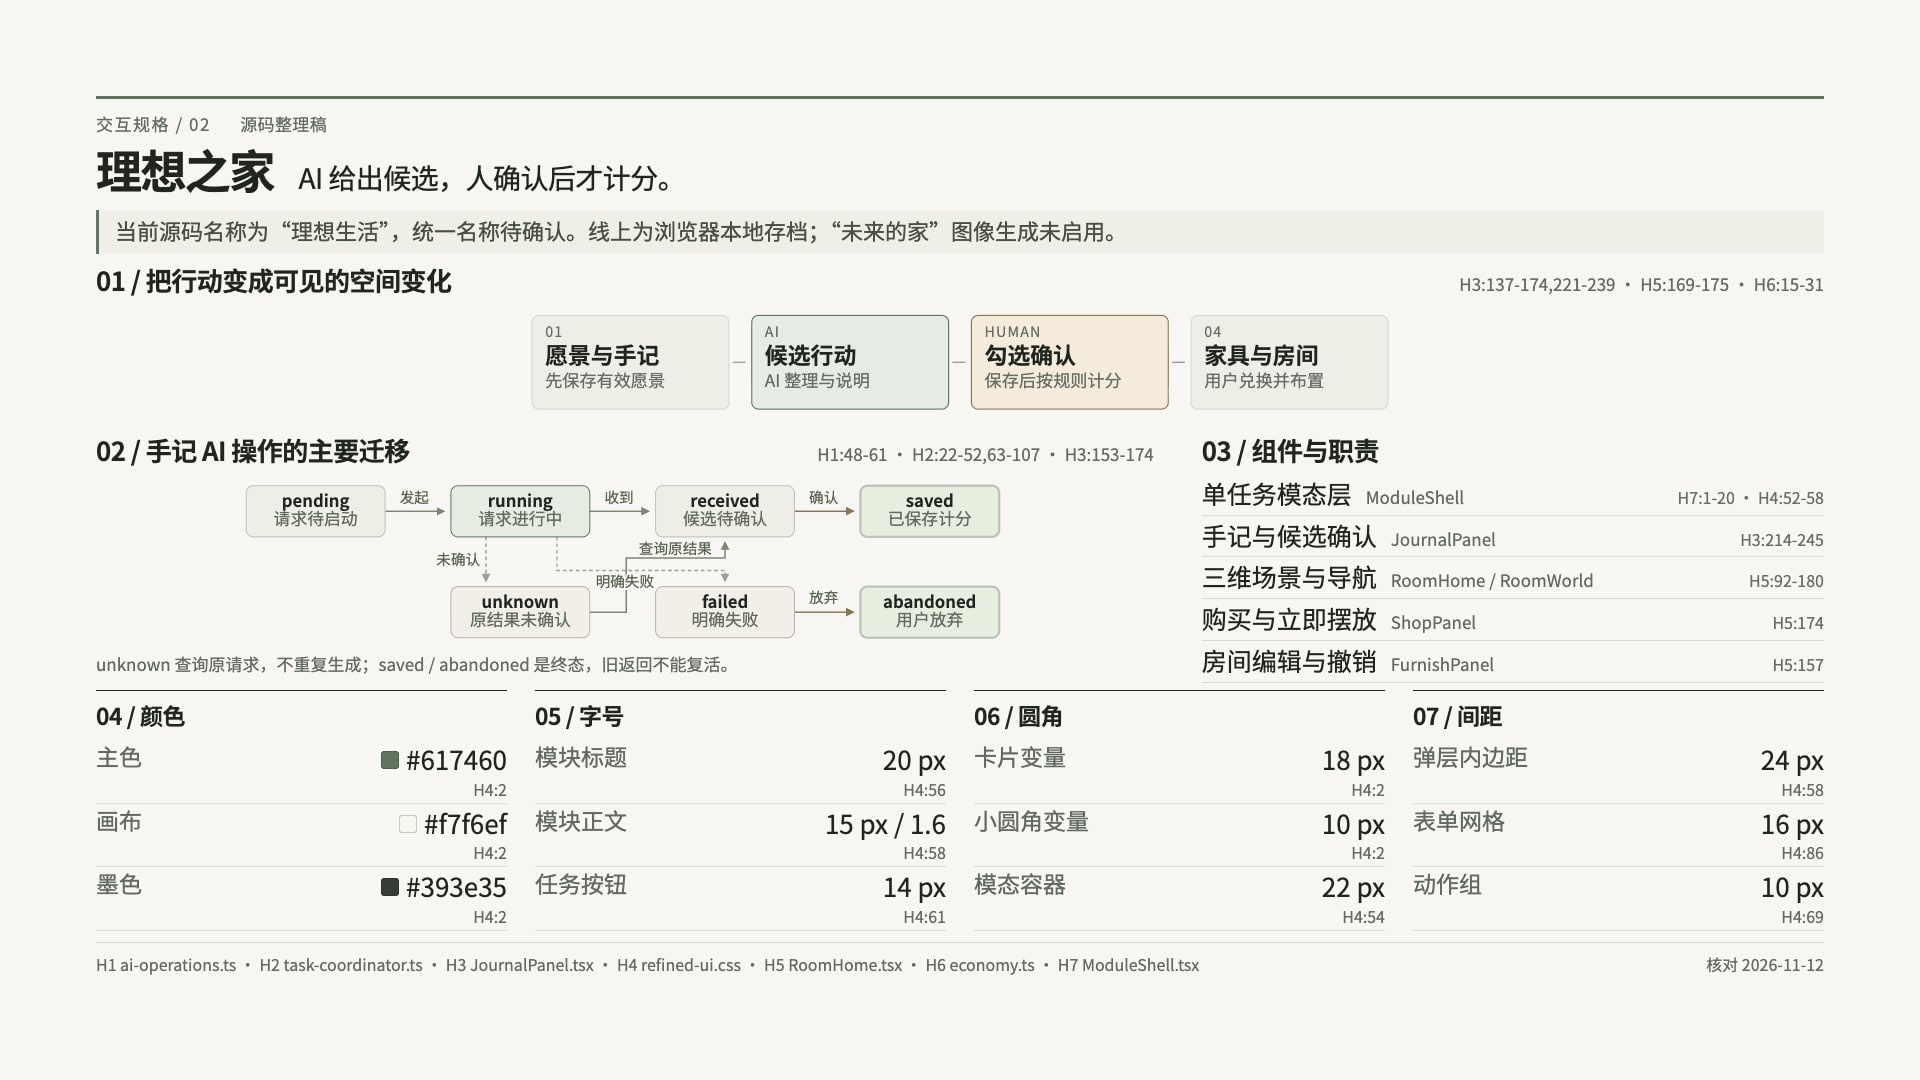 交互规格 / 02 源码整理稿
理想之家 AI 给出候选，人确认后才计分。
当前源码名称为“理想生活”，统一名称待确认。线上为浏览器本地存档；“未来的家”图像生成未启用。
01 / 把行动变成可见的空间变化
H3:137-174,221-239 · H5:169-175 · H6:15-31
01
愿景与手记
先保存有效愿景
AI
候选行动
AI 整理与说明
HUMAN
勾选确认
保存后按规则计分
04
家具与房间
用户兑换并布置
02 / 手记 AI 操作的主要迁移
H1:48-61 · H2:22-52,63-107 · H3:153-174
pending
请求待启动
发起
running
请求进行中
收到
received
候选待确认
确认
saved
已保存计分
未确认
查询原结果
明确失败
unknown
原结果未确认
failed
明确失败
放弃
abandoned
用户放弃
unknown 查询原请求，不重复生成；saved / abandoned 是终态，旧返回不能复活。
03 / 组件与职责
单任务模态层 ModuleShell H7:1-20 · H4:52-58
手记与候选确认 JournalPanel H3:214-245
三维场景与导航 RoomHome / RoomWorld H5:92-180
购买与立即摆放 ShopPanel H5:174
房间编辑与撤销 FurnishPanel H5:157
04 / 颜色
主色 #617460
H4:2
画布 #f7f6ef
H4:2
墨色 #393e35
H4:2
05 / 字号
模块标题 20 px
H4:56
模块正文 15 px / 1.6
H4:58
任务按钮 14 px
H4:61
06 / 圆角
卡片变量 18 px
H4:2
小圆角变量 10 px
H4:2
模态容器 22 px
H4:54
07 / 间距
弹层内边距 24 px
H4:58
表单网格 16 px
H4:86
动作组 10 px
H4:69
H1 ai-operations.ts · H2 task-coordinator.ts · H3 JournalPanel.tsx · H4 refined-ui.css · H5 RoomHome.tsx · H6 economy.ts · H7 ModuleShell.tsx
核对 2026-11-12